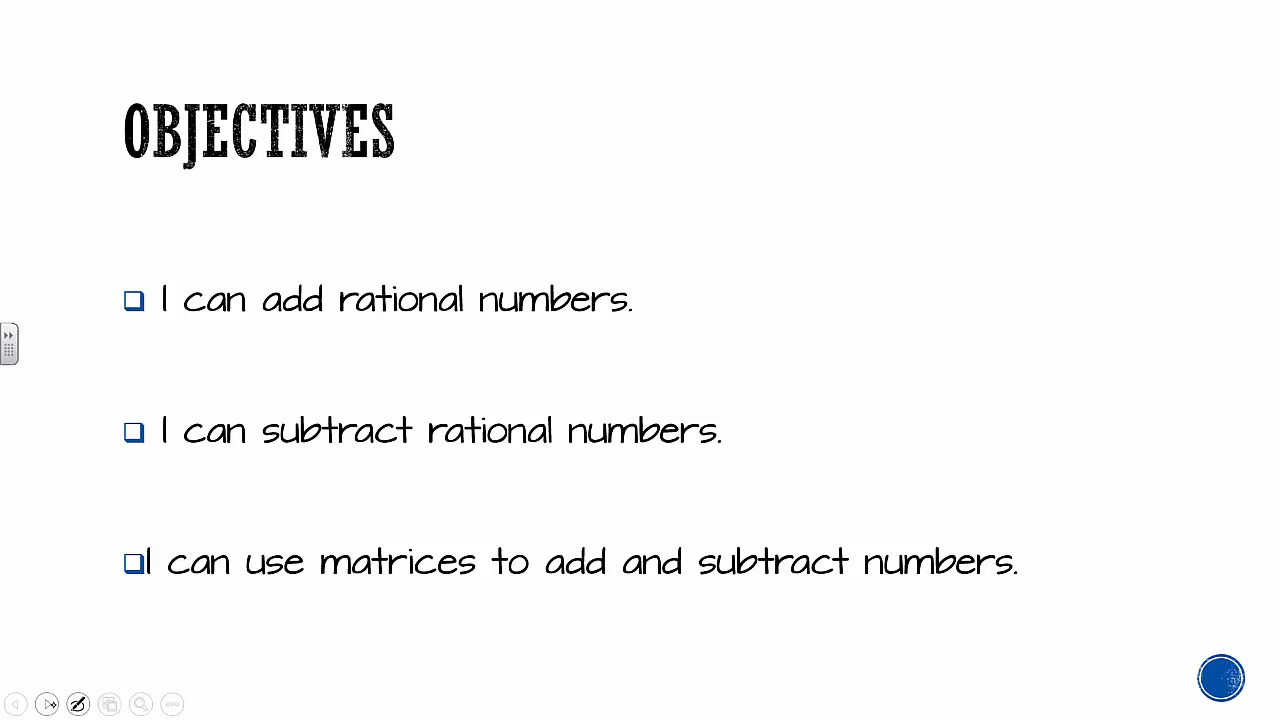 OBJECTIVES
I can add rational numbers.
I can subtract rational numbers.
I can use matrices to add and subtract numbers.